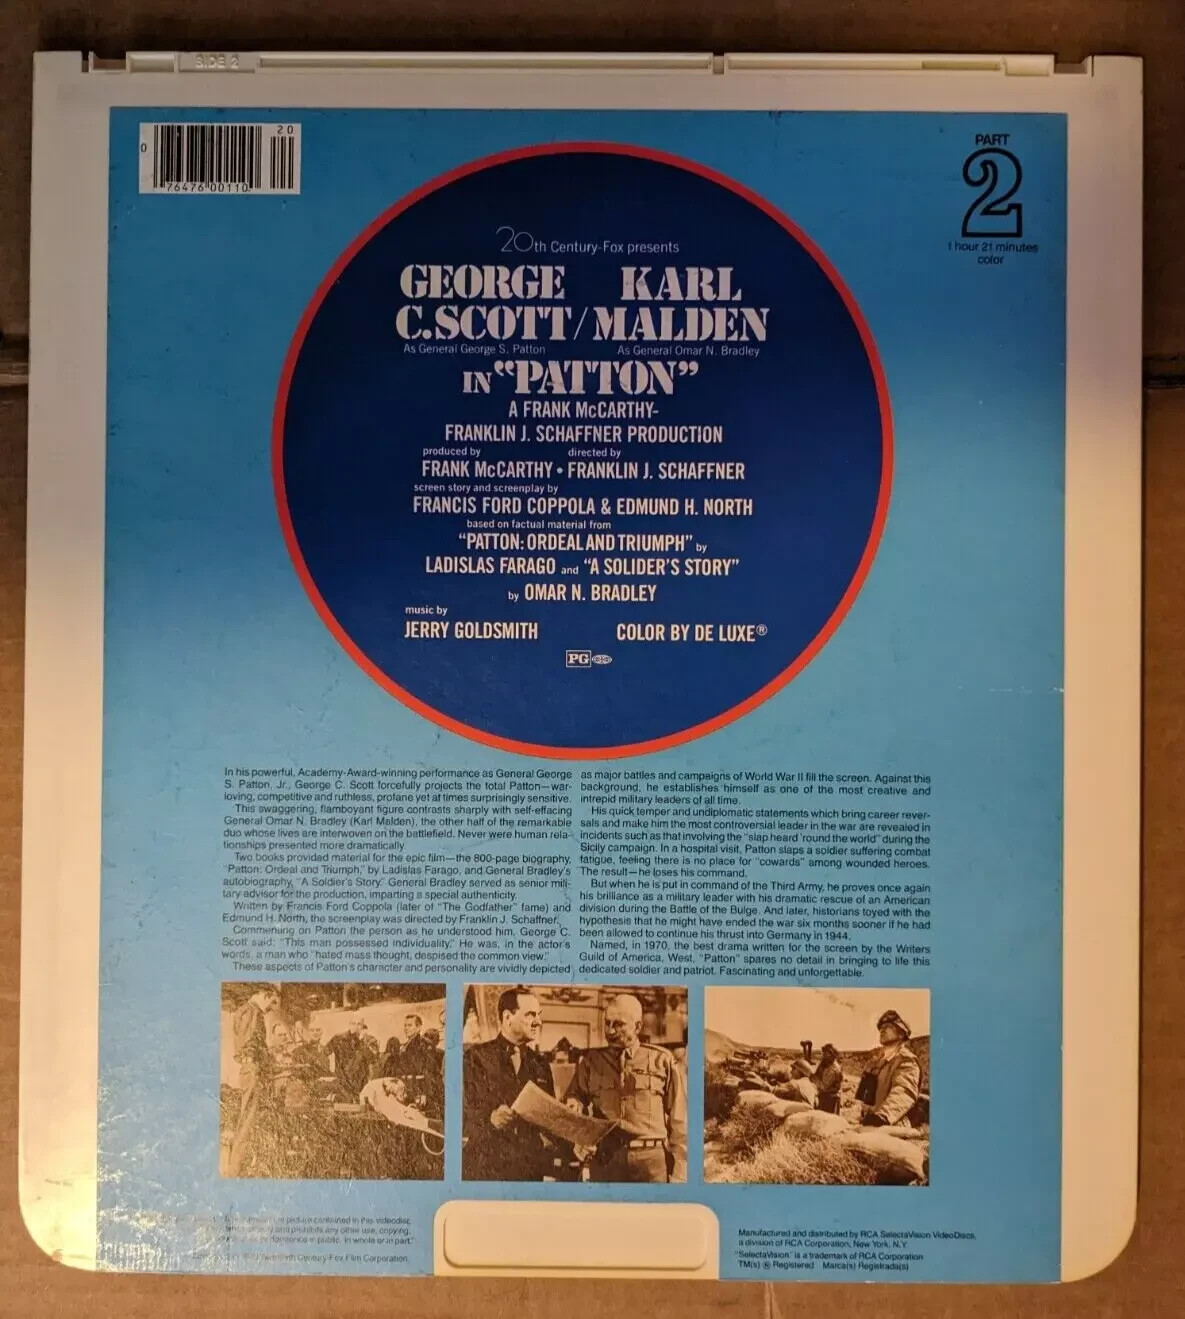 SIDE 2
20
0
76476 00110
PART
2
1 hour 21 minutes
color
20th Century-Fox presents
GEORGE KARL
C.SCOTT/MALDEN
As General George S. Patton As General Omar N. Bradley
IN “PATTON”
A FRANK McCARTHY-
FRANKLIN J. SCHAFFNER PRODUCTION
produced by directed by
FRANK McCARTHY • FRANKLIN J. SCHAFFNER
screen story and screenplay by
FRANCIS FORD COPPOLA & EDMUND H. NORTH
based on factual material from
“PATTON: ORDEAL AND TRIUMPH” by
LADISLAS FARAGO and “A SOLIDER’S STORY”
by OMAR N. BRADLEY
music by
JERRY GOLDSMITH COLOR BY DE LUXE®
PG
In his powerful, Academy-Award-winning performance as General George
S. Patton, Jr., George C. Scott forcefully projects the total Patton—war-
loving, competitive and ruthless, profane yet at times surprisingly sensitive.
This swaggering, flamboyant figure contrasts sharply with self-effacing
General Omar N. Bradley (Karl Malden), the other half of the remarkable
duo whose lives are interwoven on the battlefield. Never were human rela-
tionships presented more dramatically.
Two books provided material for the epic film—the 800-page biography,
“Patton: Ordeal and Triumph,” by Ladislas Farago, and General Bradley’s
autobiography, “A Soldier’s Story.” General Bradley served as senior mili-
tary advisor for the production, imparting a special authenticity.
Written by Francis Ford Coppola (later of “The Godfather” fame) and
Edmund H. North, the screenplay was directed by Franklin J. Schaffner.
Commenting on Patton the person as he understood him, George C.
Scott said: “This man possessed individuality.” He was, in the actor’s
words, a man who “hated mass thought, despised the common view.”
These aspects of Patton’s character and personality are vividly depicted
as major battles and campaigns of World War II fill the screen. Against this
background, he establishes himself as one of the most creative and
intrepid military leaders of all time.
His quick temper and undiplomatic statements which bring career rever-
sals and make him the most controversial leader in the war are revealed in
incidents such as that involving the “slap heard ’round the world” during the
Sicily campaign. In a hospital visit, Patton slaps a soldier suffering combat
fatigue, feeling there is no place for “cowards” among wounded heroes.
The result—he loses his command.
But when he is put in command of the Third Army, he proves once again
his brilliance as a military leader with his dramatic rescue of an American
division during the Battle of the Bulge. And later, historians toyed with the
hypothesis that he might have ended the war six months sooner if he had
been allowed to continue his thrust into Germany in 1944.
Named, in 1970, the best drama written for the screen by the Writers
Guild of America, West, “Patton” spares no detail in bringing to life this
dedicated soldier and patriot. Fascinating and unforgettable.
picture contained in this videodisc
and prohibits any other use, copying,
performance in public, in whole or in part.”
Twentieth Century-Fox Film Corporation.
Manufactured and distributed by RCA SelectaVision VideoDiscs,
a division of RCA Corporation, New York, N.Y.
“SelectaVision” is a trademark of RCA Corporation
TM(s) ® Registered Marca(s) Registrada(s)